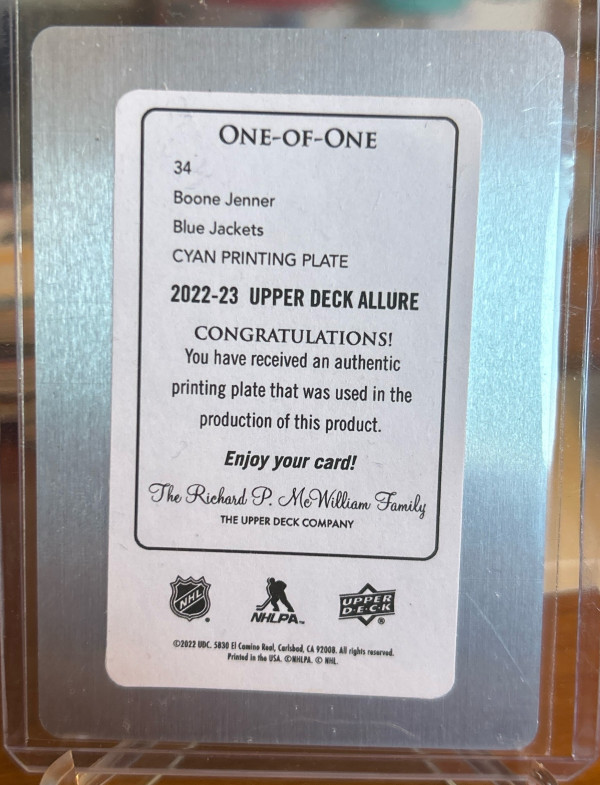 ONE-OF-ONE
34
Boone Jenner
Blue Jackets
CYAN PRINTING PLATE
2022-23 UPPER DECK ALLURE
CONGRATULATIONS!
You have received an authentic
printing plate that was used in the
production of this product.
Enjoy your card!
The Richard P. McWilliam Family
THE UPPER DECK COMPANY
NHL
NHLPA™
UPPER
D·E·C·K
®
©2022 UDC. 5830 El Camino Real, Carlsbad, CA 92008. All rights reserved.
Printed in the USA. ©NHLPA. © NHL.